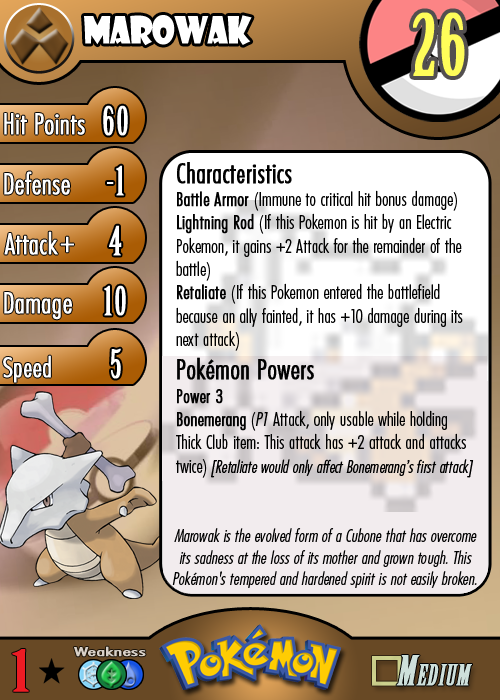 MAROWAK
26
Hit Points 60
Defense -1
Attack+ 4
Damage 10
Speed 5
Characteristics
Battle Armor (Immune to critical hit bonus damage)
Lightning Rod (If this Pokemon is hit by an Electric
Pokemon, it gains +2 Attack for the remainder of the
battle)
Retaliate (If this Pokemon entered the battlefield
because an ally fainted, it has +10 damage during its
next attack)
Pokémon Powers
Power 3
Bonemerang (P1 Attack, only usable while holding
Thick Club item: This attack has +2 attack and attacks
twice) [Retaliate would only affect Bonemerang's first attack]
Marowak is the evolved form of a Cubone that has overcome
its sadness at the loss of its mother and grown tough. This
Pokémon's tempered and hardened spirit is not easily broken.
1 ★
Weakness
POKéMON
MEDIUM